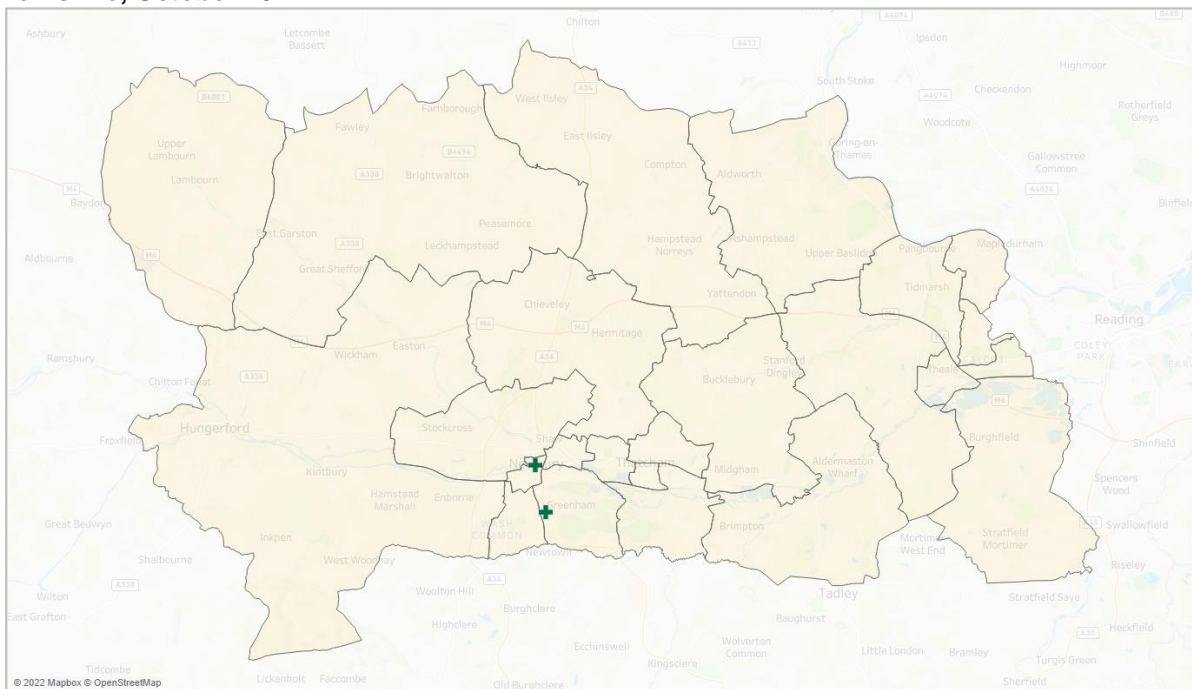 Chilton
Ashbury
Letcombe
Bassett
A4074
B480
Ipsden
A417
Highmoor
B4001
West Ilsley
A34
South Stoke
Checkendon
A4074
Farnborough
Rotherfield
Greys
Fawley
Woodcote
East Ilsley
Goring-on-
Thames
Upper
Lambourn
B4494
Gallowstree
Common
A338
Compton
Aldworth
Lambourn
Brightwalton
M4
A4074
Baydon
Binfield
Peasemore
East Garston
Hampstead
Norreys
Ashampstead
A338
Leckhampstead
Pangbourne
Mapledurham
Upper Basildon
M4
Aldbourne
Great Shefford
Tidmarsh
Yattendon
Chieveley
M4
M4
Hermitage
Reading
Easton
Wickham
A34
COLEY
PARK
Ramsbury
Stanford
Dingley
CALCOT
Theale
Chilton Foliat
A338
Bucklebury
M4
Hungerford
Stockcross
Burghfield
Froxfield
Shinfield
Thatcham
Midgham
Aldermaston
Wharf
Kintbury
Spencers
Wood
Hamstead
Marshall
Enborne
Greenham
Great Bedwyn
WASH
COMMON
Brimpton
A33
Swallowfield
Inkpen
Stratfield
Mortimer
Mortimer
West End
Shalbourne
West Woodhay
Newtown
Riseley
A338
A34
Wilton
Woolton Hill
Tadley
Stratfield Saye
East Grafton
Burghclere
Baughurst
Highclere
A33
Heckfield
Ecchinswell
Wolverton
Common
Little London
Bramley
Tidcombe
Kingsclere
Turgis Green
Lickenholt
Faccombe
Old Burghclere
Sherfield
© 2022 Mapbox © OpenStreetMap